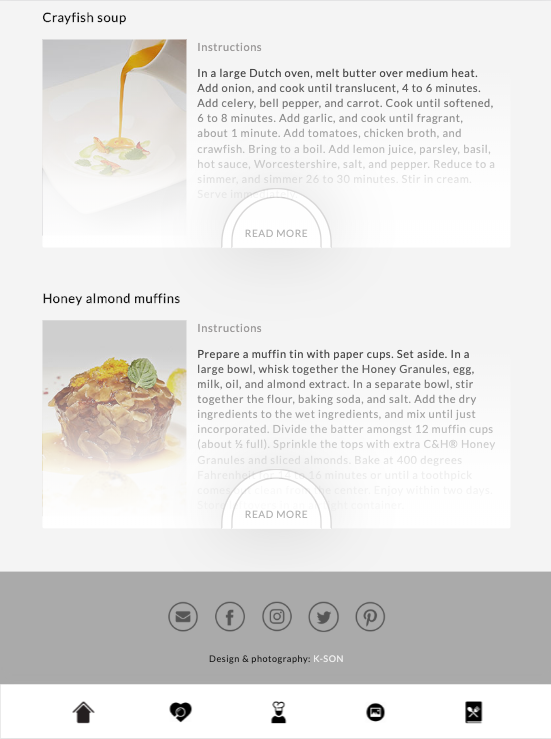 Crayfish soup
Instructions
In a large Dutch oven, melt butter over medium heat.
Add onion, and cook until translucent, 4 to 6 minutes.
Add celery, bell pepper, and carrot. Cook until softened,
6 to 8 minutes. Add garlic, and cook until fragrant,
about 1 minute. Add tomatoes, chicken broth, and
crawfish. Bring to a boil. Add lemon juice, parsley, basil,
hot sauce, Worcestershire, salt, and pepper. Reduce to a
simmer, and simmer 26 to 30 minutes. Stir in cream.
Serve
READ MORE
Honey almond muffins
Instructions
Prepare a muffin tin with paper cups. Set aside. In a
large bowl, whisk together the Honey Granules, egg,
milk, oil, and almond extract. In a separate bowl, stir
together the flour, baking soda, and salt. Add the dry
ingredients to the wet ingredients, and mix until just
incorporated. Divide the batter amongst 12 muffin cups
(about ½ full). Sprinkle the tops with extra C&H® Honey
Granules and sliced almonds. Bake at 400 degrees
Fahrenheit for 16 minutes or until a toothpick
comes clean center. Enjoy within two days.
container.
READ MORE
Design & photography: K-SON